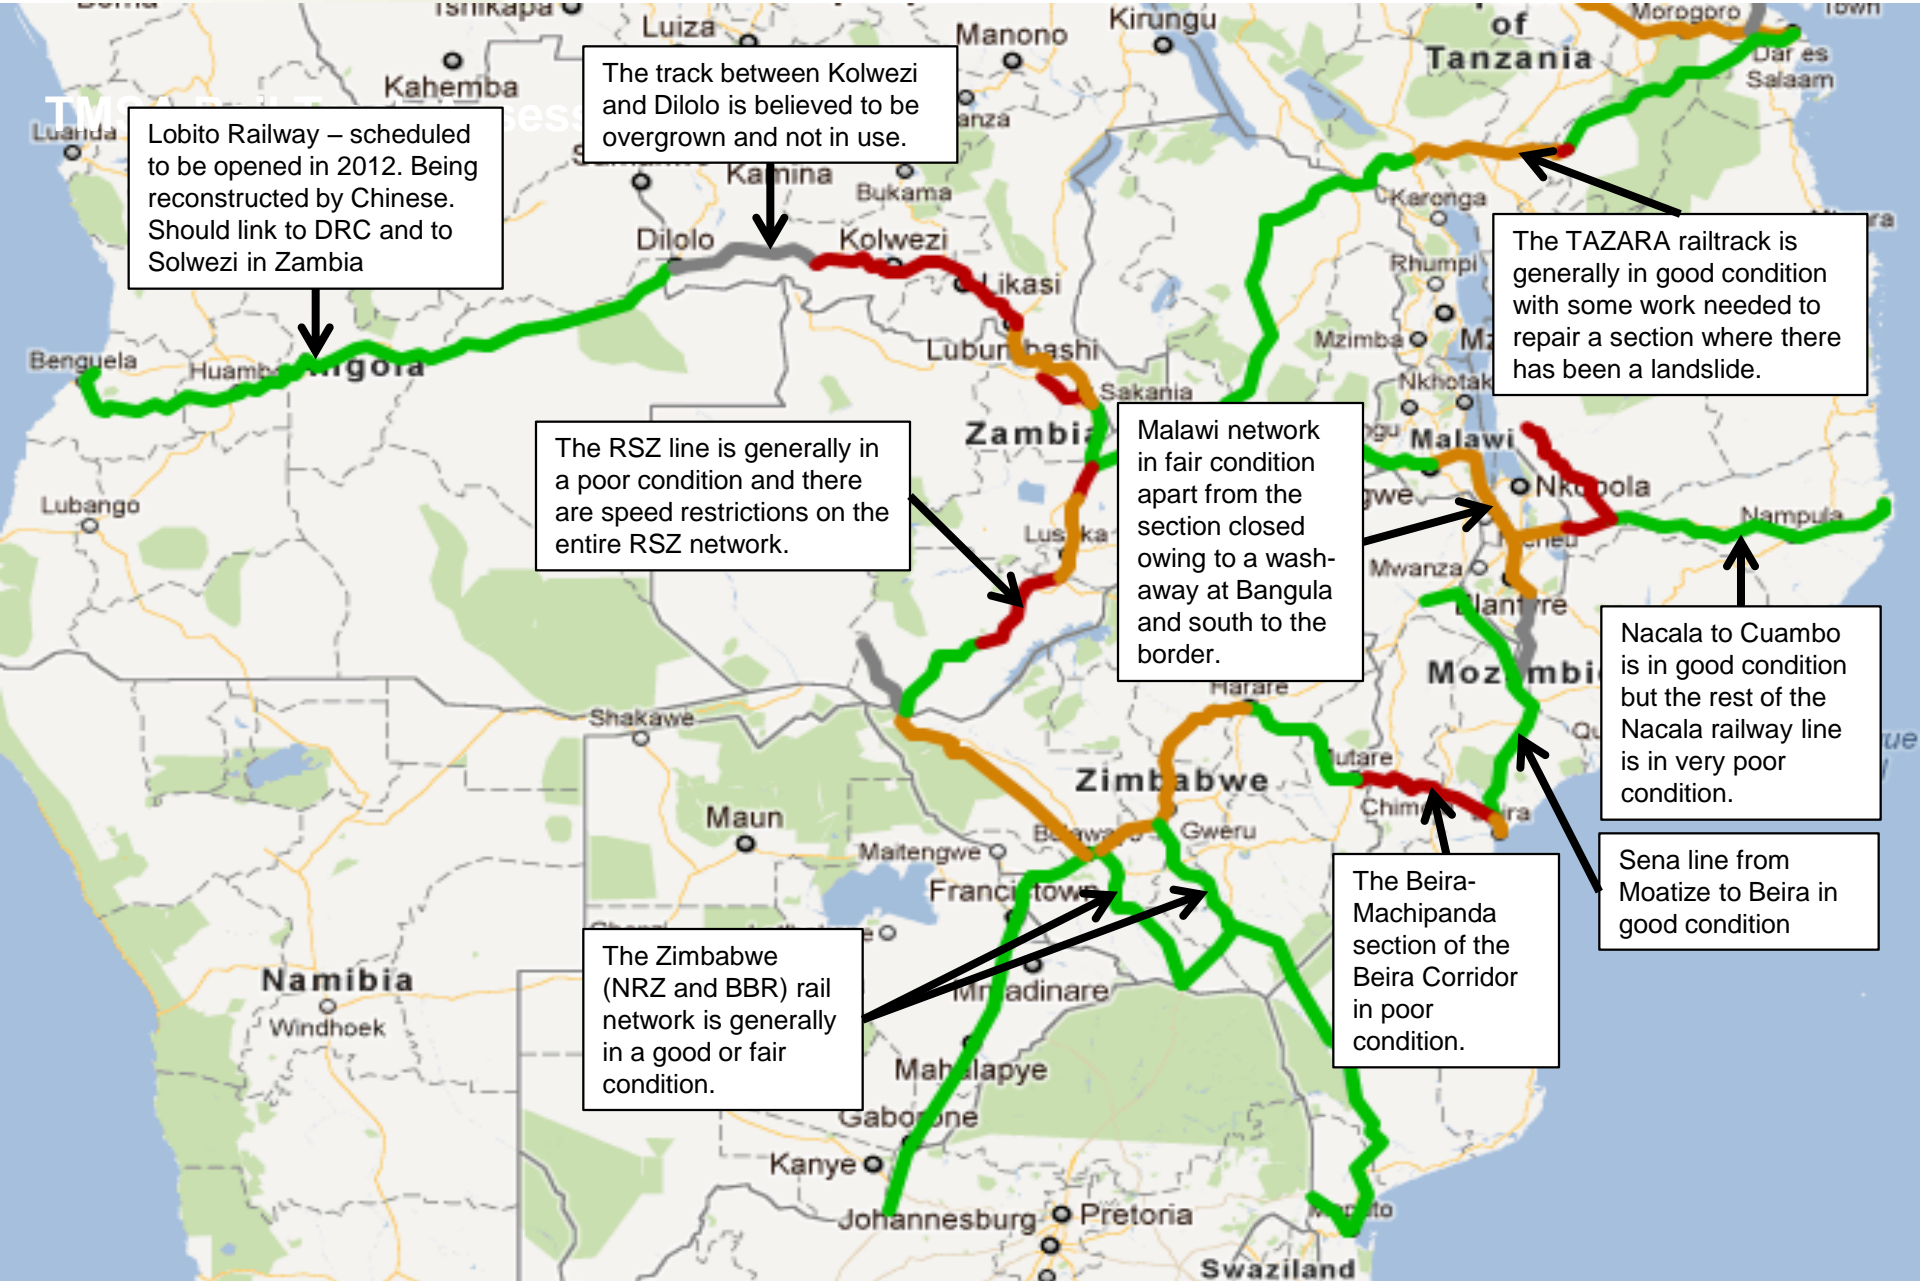 Luiza
Manono
Kirungu
of
Tanzania
Morogoro
Town
Dar es
Salaam
Kahemba
Luanda
The track between Kolwezi
and Dilolo is believed to be
overgrown and not in use.
Lobito Railway – scheduled
to be opened in 2012. Being
reconstructed by Chinese.
Should link to DRC and to
Solwezi in Zambia
Kamina
Bukama
Dilolo
Kolwezi
Likasi
Karonga
Rhumpi
Mzimba
The TAZARA railtrack is
generally in good condition
with some work needed to
repair a section where there
has been a landslide.
Benguela
Sakania
Zambia
Malawi
Lubango
The RSZ line is generally in
a poor condition and there
are speed restrictions on the
entire RSZ network.
Malawi network
in fair condition
apart from the
section closed
owing to a wash-
away at Bangula
and south to the
border.
Nampula
Mwanza
Nacala to Cuambo
is in good condition
but the rest of the
Nacala railway line
is in very poor
condition.
Shakawe
Harare
Zimbabwe
Maun
Maitengwe
Gweru
Sena line from
Moatize to Beira in
good condition
The Beira-
Machipanda
section of the
Beira Corridor
in poor
condition.
The Zimbabwe
(NRZ and BBR) rail
network is generally
in a good or fair
condition.
Namibia
Windhoek
Kanye
Johannesburg
Pretoria
Swaziland